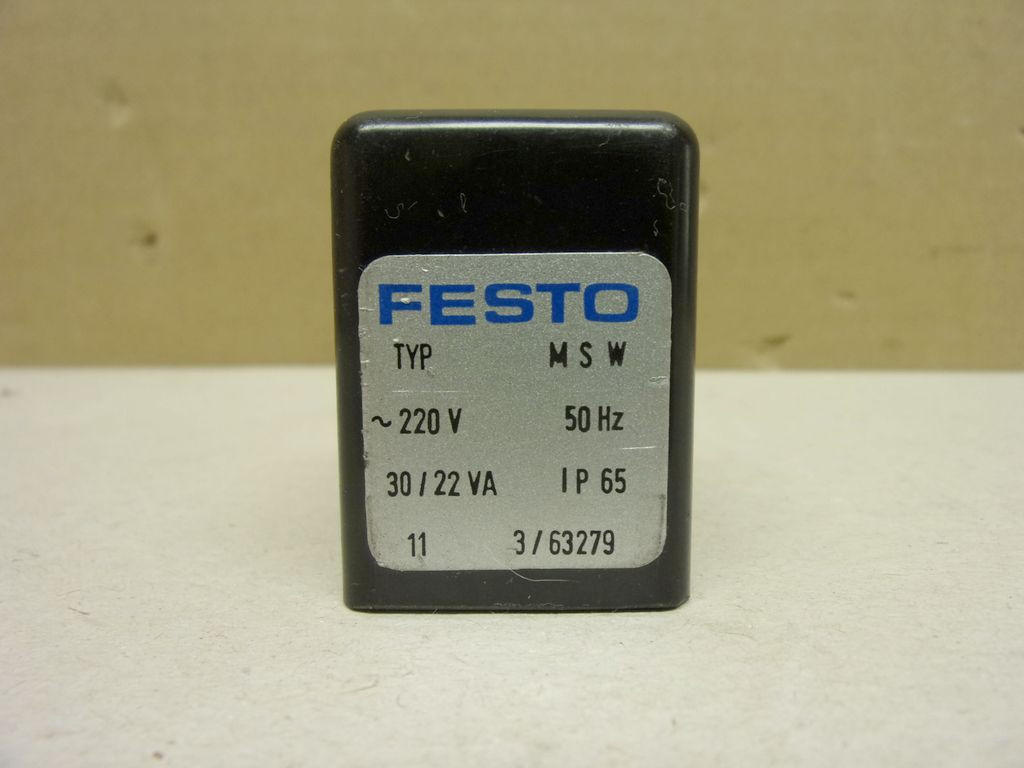 FESTO
TYP MSW
~220 V 50 Hz
30/22 VA IP 65
11 3/63279